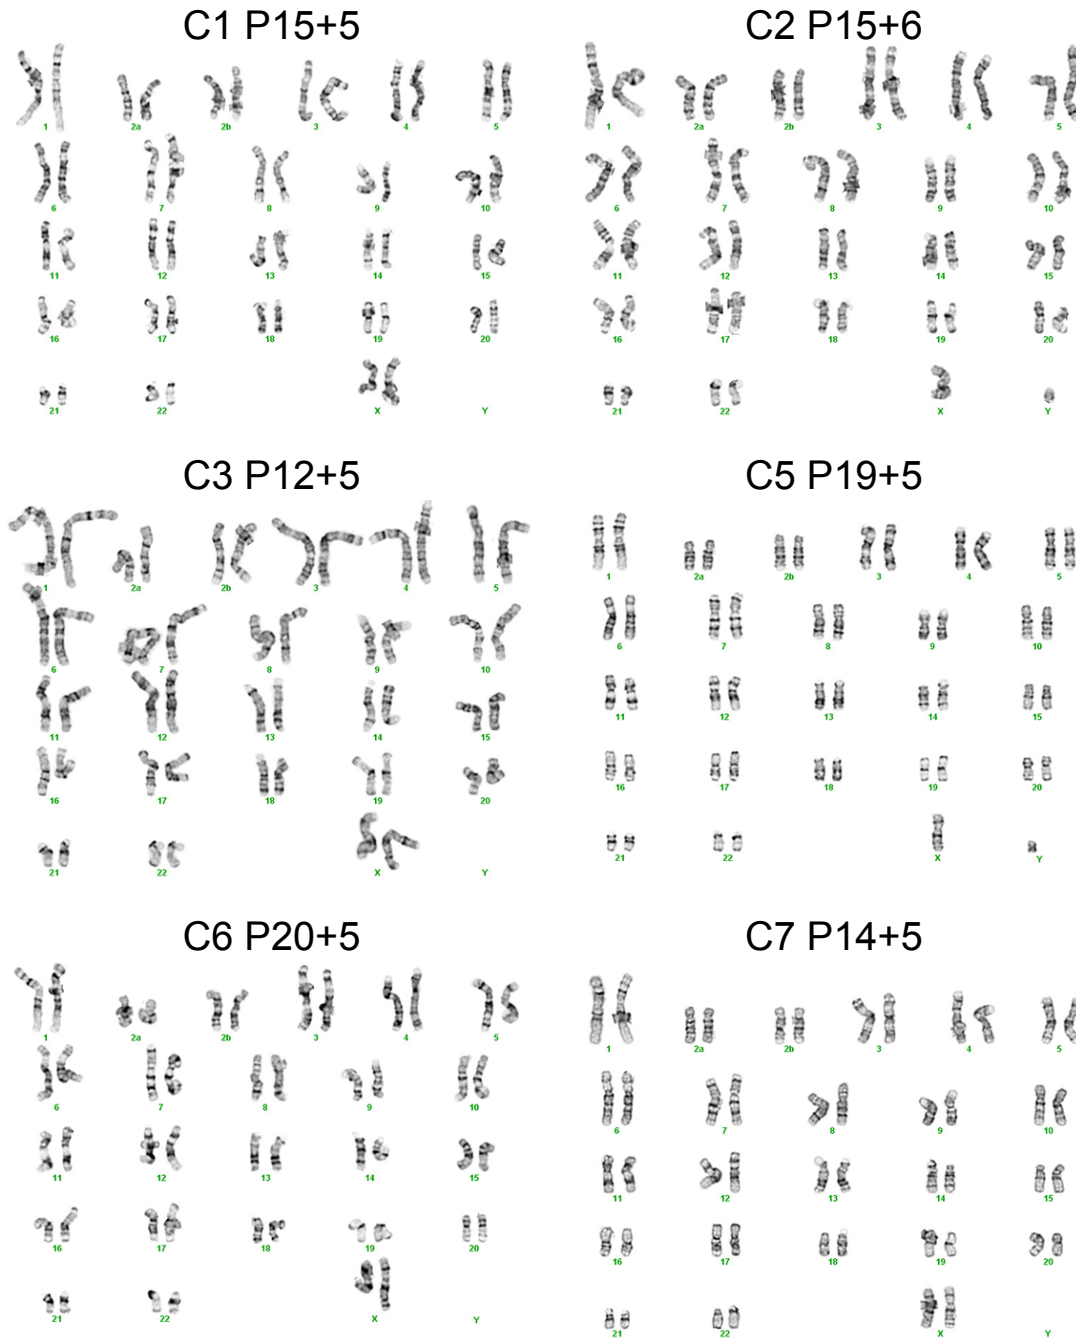 C1 P15+5
1 2a 2b 3 4 5
6 7 8 9 10
11 12 13 14 15
16 17 18 19 20
21 22 X Y
C2 P15+6
1 2a 2b 3 4 5
6 7 8 9 10
11 12 13 14 15
16 17 18 19 20
21 22 X Y
C3 P12+5
1 2a 2b 3 4 5
6 7 8 9 10
11 12 13 14 15
16 17 18 19 20
21 22 X Y
C5 P19+5
1 2a 2b 3 4 5
6 7 8 9 10
11 12 13 14 15
16 17 18 19 20
21 22 X Y
C6 P20+5
1 2a 2b 3 4 5
6 7 8 9 10
11 12 13 14 15
16 17 18 19 20
21 22 X Y
C7 P14+5
1 2a 2b 3 4 5
6 7 8 9 10
11 12 13 14 15
16 17 18 19 20
21 22 X Y